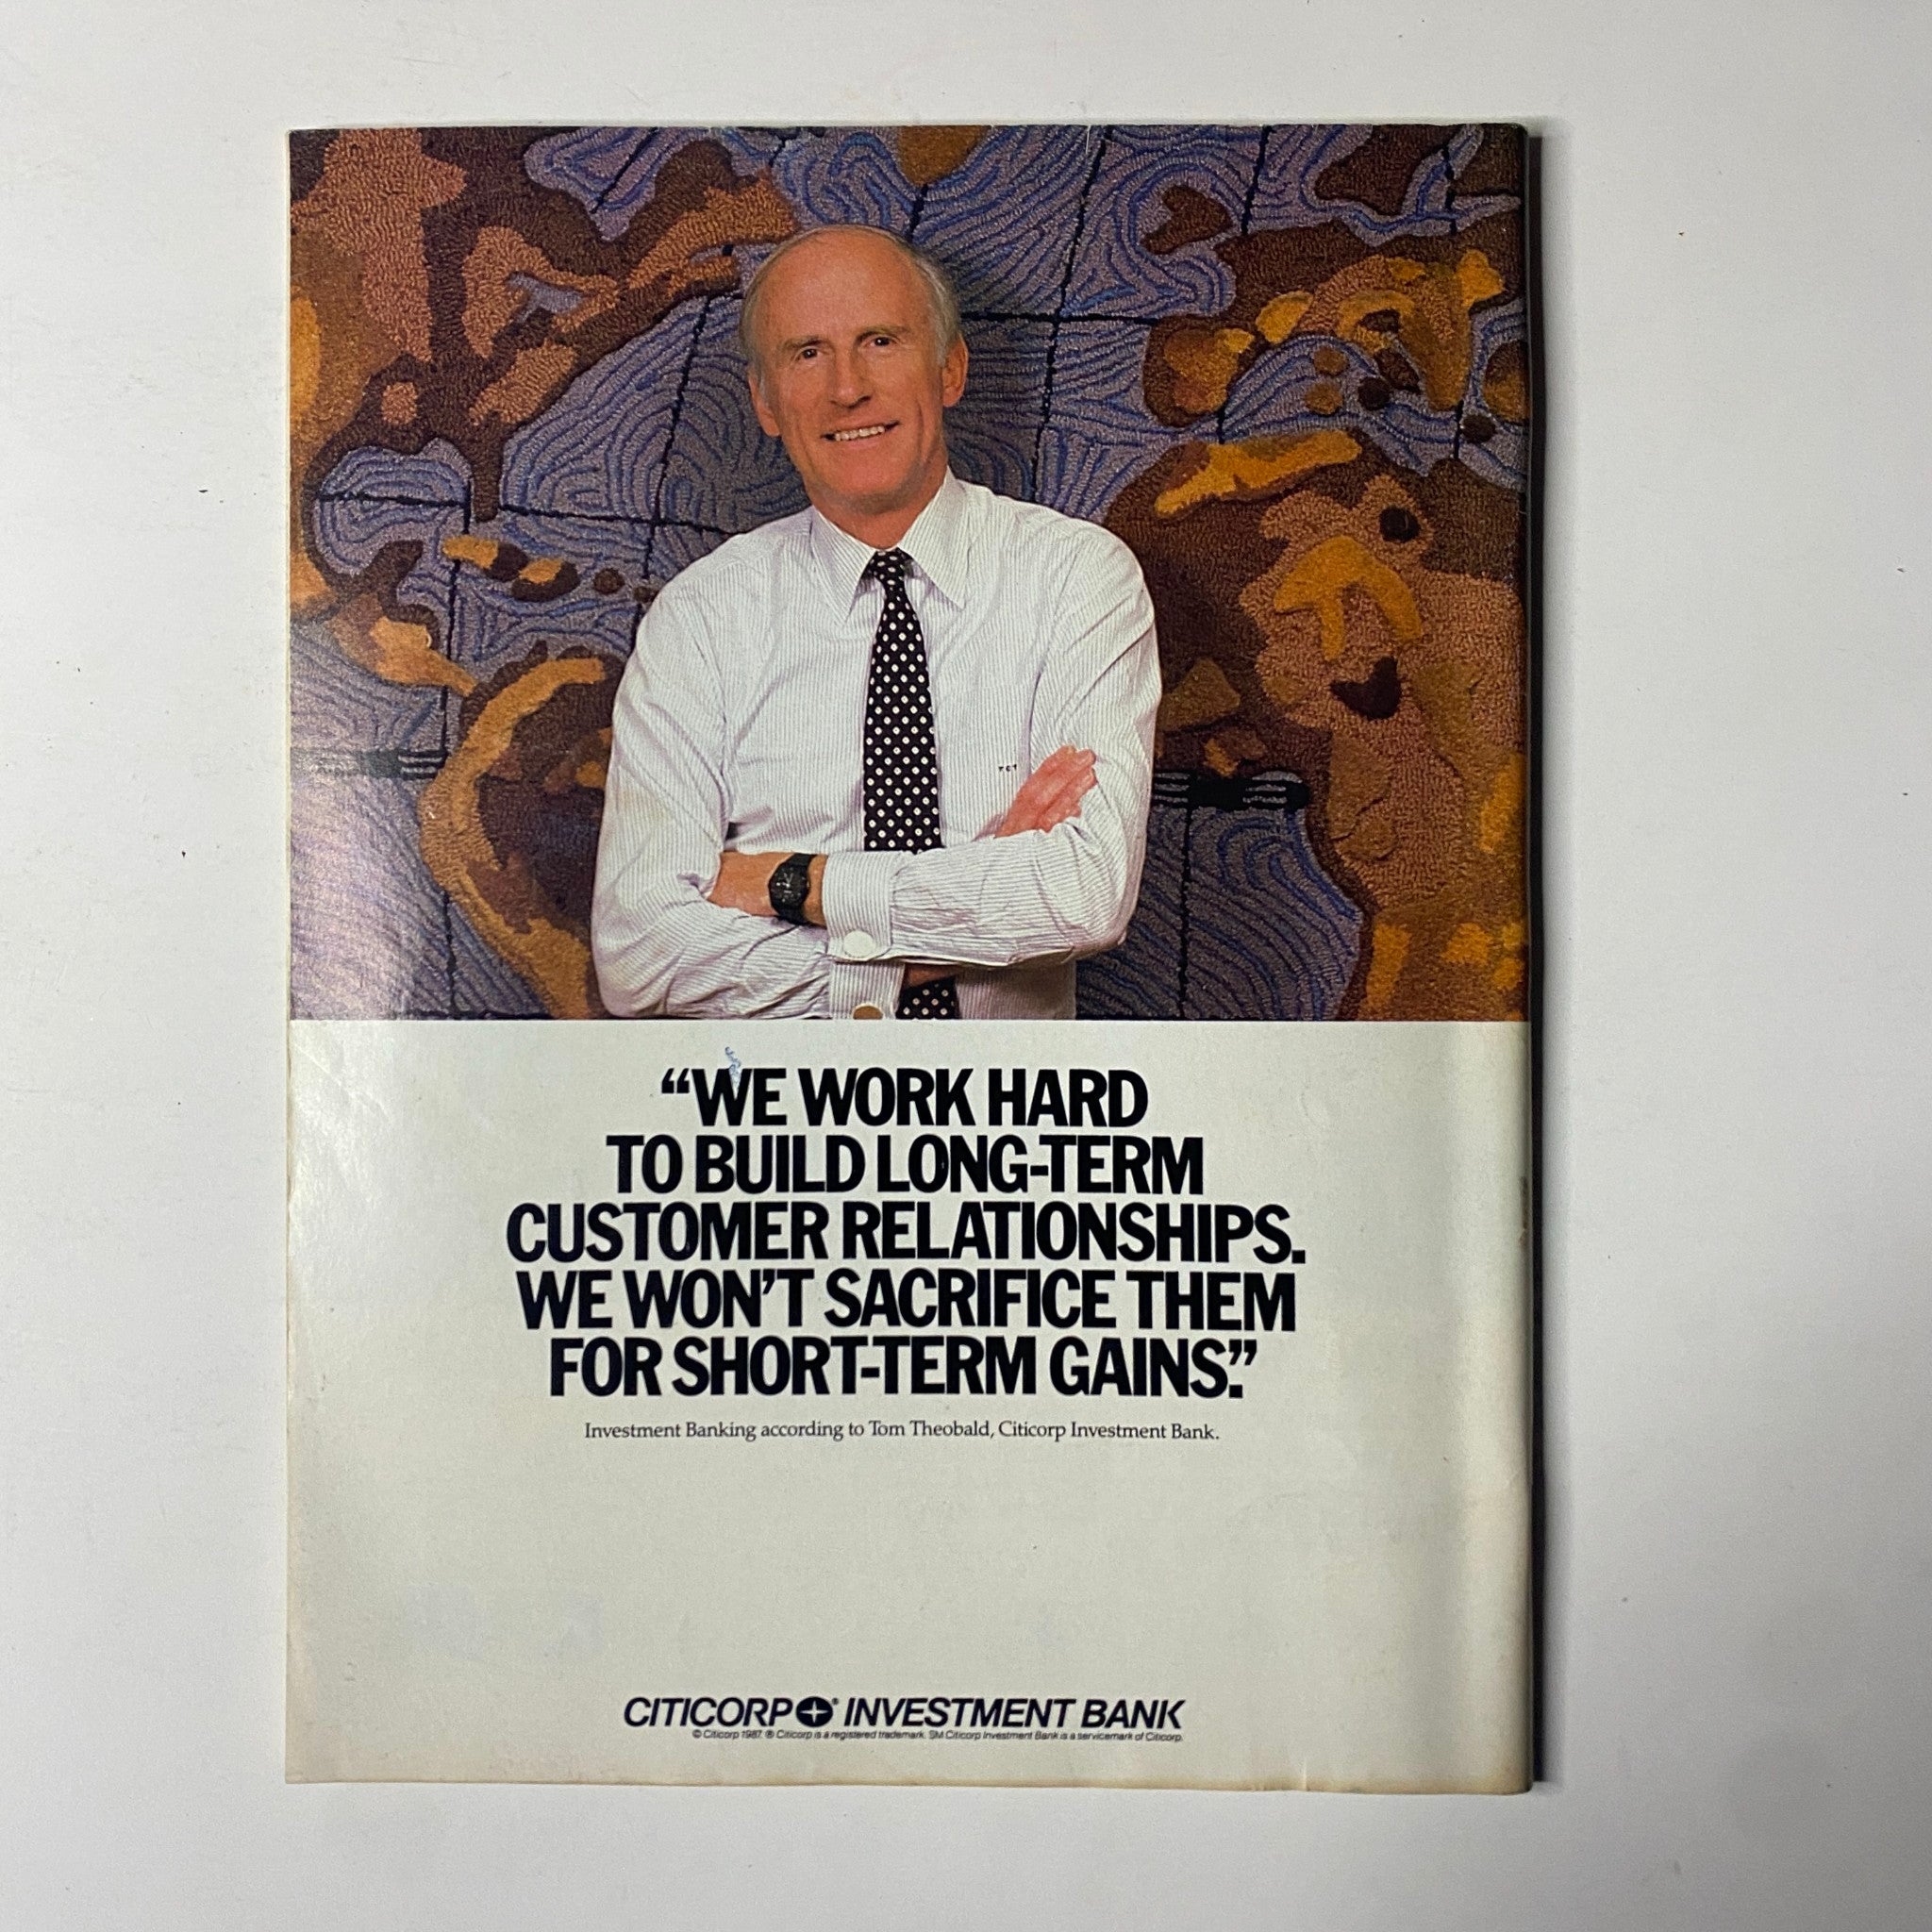 TCT
“WE WORK HARD
TO BUILD LONG-TERM
CUSTOMER RELATIONSHIPS.
WE WON’T SACRIFICE THEM
FOR SHORT-TERM GAINS.”
Investment Banking according to Tom Theobald, Citicorp Investment Bank.
CITICORP® INVESTMENT BANK
© Citicorp 1987. ® Citicorp is a registered trademark. SM Citicorp Investment Bank is a servicemark of Citicorp.